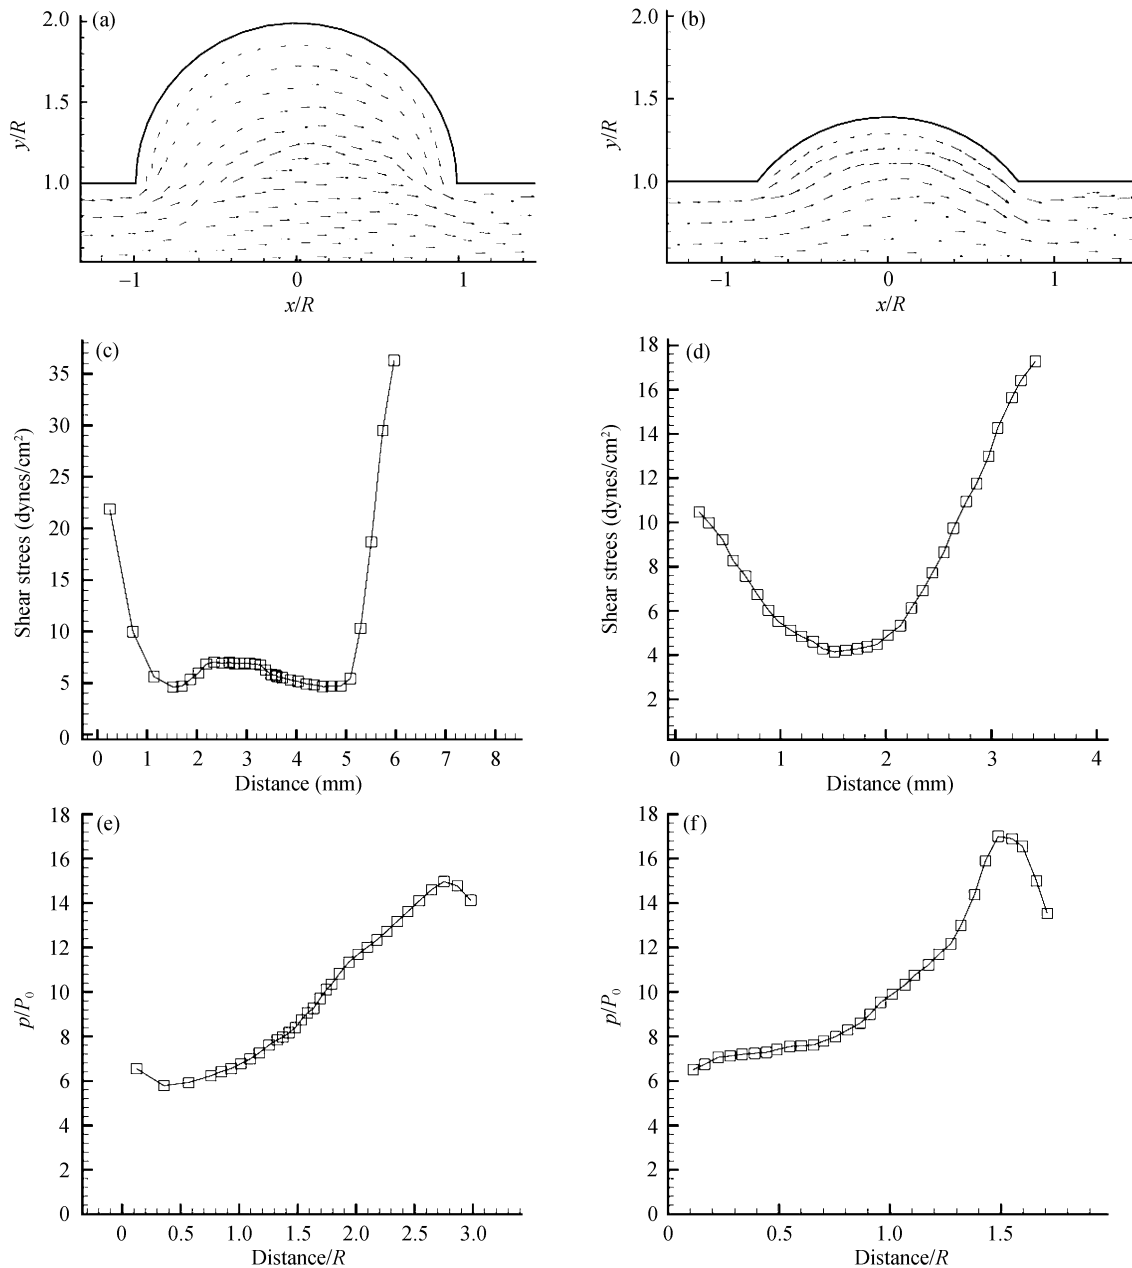 (a)
2.0
1.5
1.0
y/R
−1
0
1
x/R
(b)
2.0
1.5
1.0
y/R
−1
0
1
x/R
(c)
35
30
25
20
15
10
5
0
Shear strees (dynes/cm²)
0 1 2 3 4 5 6 7 8
Distance (mm)
(d)
18
16
14
12
10
8
6
4
2
Shear strees (dynes/cm²)
0 1 2 3 4
Distance (mm)
(e)
18
16
14
12
10
8
6
4
2
0
p/P₀
0 0.5 1.0 1.5 2.0 2.5 3.0
Distance/R
(f)
18
16
14
12
10
8
6
4
2
0
p/P₀
0 0.5 1.0 1.5
Distance/R